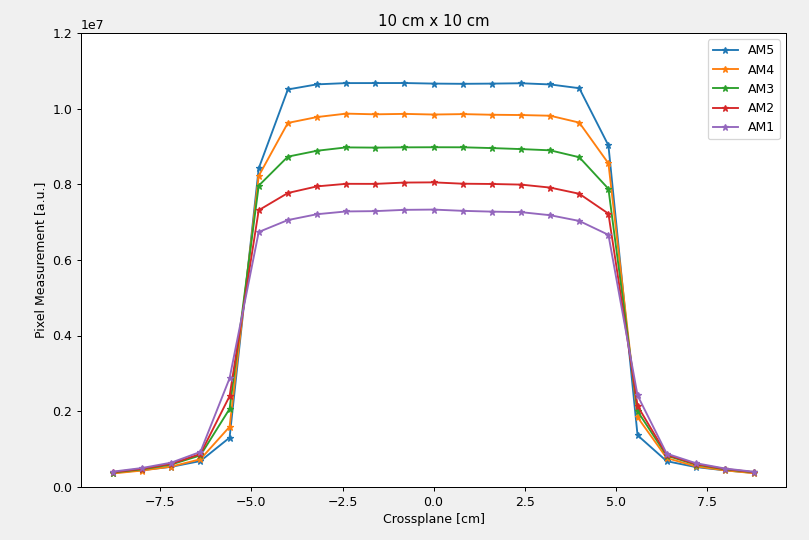 10 cm x 10 cm
1e7
1.2
1.0
0.8
0.6
0.4
0.2
0.0
Pixel Measurement [a.u.]
AM5
AM4
AM3
AM2
AM1
−7.5 −5.0 −2.5 0.0 2.5 5.0 7.5
Crossplane [cm]